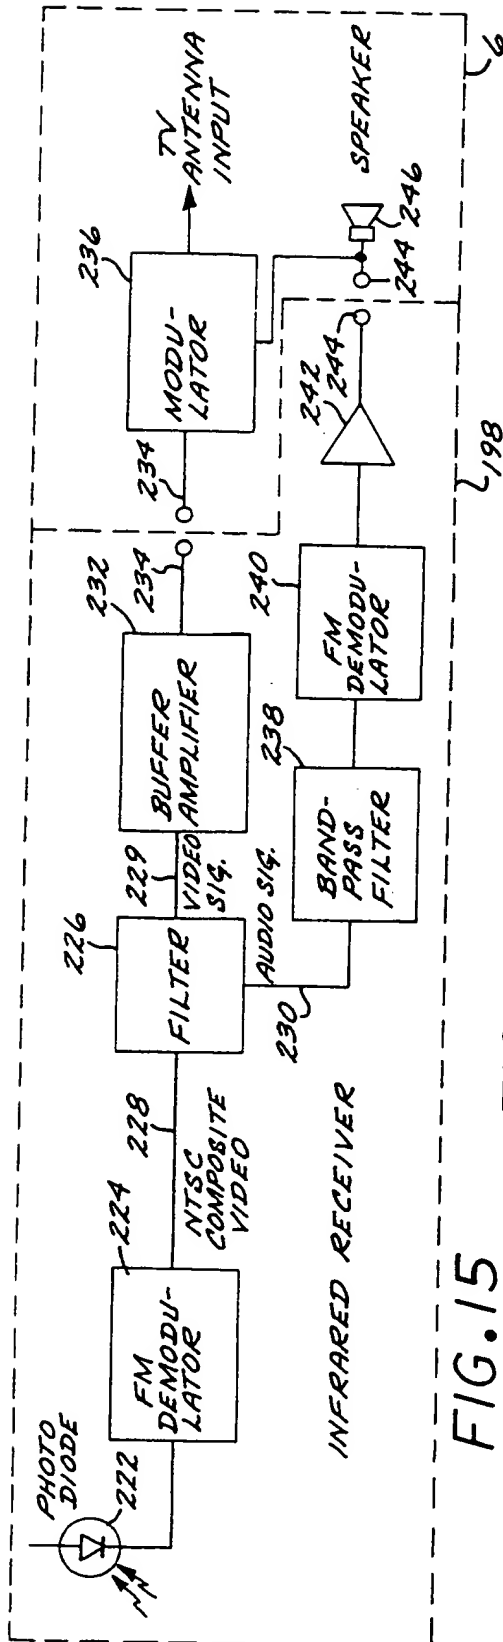 PHOTO
DIODE
222
224
FM
DEMODU-
LATOR
228
NTSC
COMPOSITE
VIDEO
226
FILTER
229
VIDEO
SIG.
AUDIO SIG.
230
232
BUFFER
AMPLIFIER
234
234
236
MODU-
LATOR
TV
ANTENNA
INPUT
238
BAND-
PASS
FILTER
240
FM
DEMODU-
LATOR
242
244
244
246
SPEAKER
6
198
INFRARED RECEIVER
FIG. 15